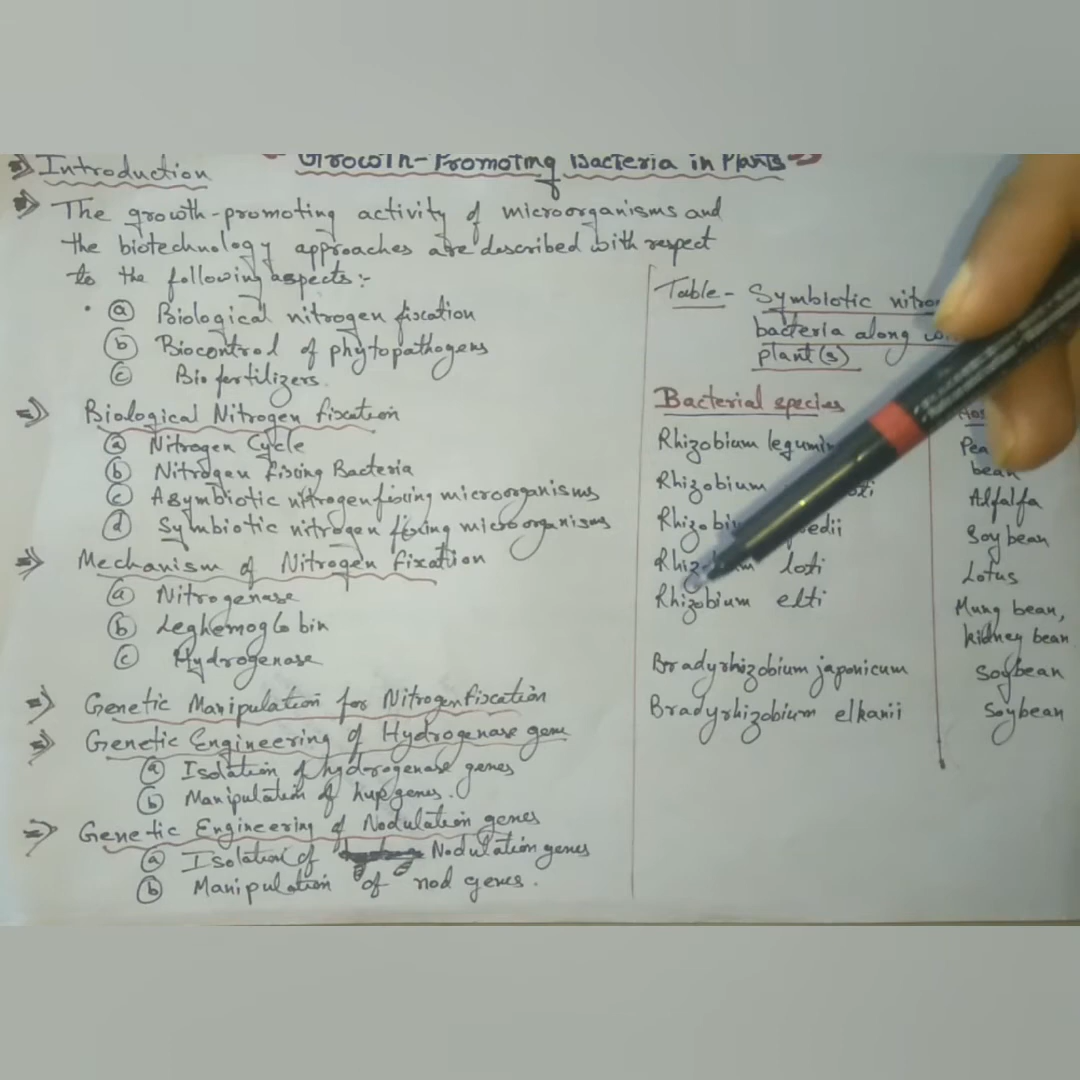 Growth-Promoting Bacteria in Plants
⇒ Introduction
⇒ The growth-promoting activity of microorganisms and
the biotechnology approaches are described with respect
to the following aspects:-
ⓐ Biological nitrogen fixation
ⓑ Biocontrol of phytopathogens
ⓒ Bio fertilizers.
⇒ Biological Nitrogen fixation
ⓐ Nitrogen Cycle
ⓑ Nitrogen fixing Bacteria
ⓒ Asymbiotic nitrogen fixing microorganisms
ⓓ Symbiotic nitrogen fixing microorganisms
⇒ Mechanism of Nitrogen fixation
ⓐ Nitrogenase
ⓑ Leghemoglobin
ⓒ Hydrogenase
⇒ Genetic Manipulation for Nitrogen fixation
⇒ Genetic Engineering of Hydrogenase gene
ⓐ Isolation of hydrogenase genes
ⓑ Manipulation of hup genes.
⇒ Genetic Engineering of Nodulation genes
ⓐ Isolation of Nodulation genes
ⓑ Manipulation of nod genes.
Table - Symbiotic
bacteria along
plant(s)
Bacterial species
Rhizobium Pea
bean
Rhizobium Alfalfa
Soybean
loti Lotus
Rhizobium elti Mung bean,
kidney bean
Bradyrhizobium japonicum Soybean
Bradyrhizobium elkanii Soybean